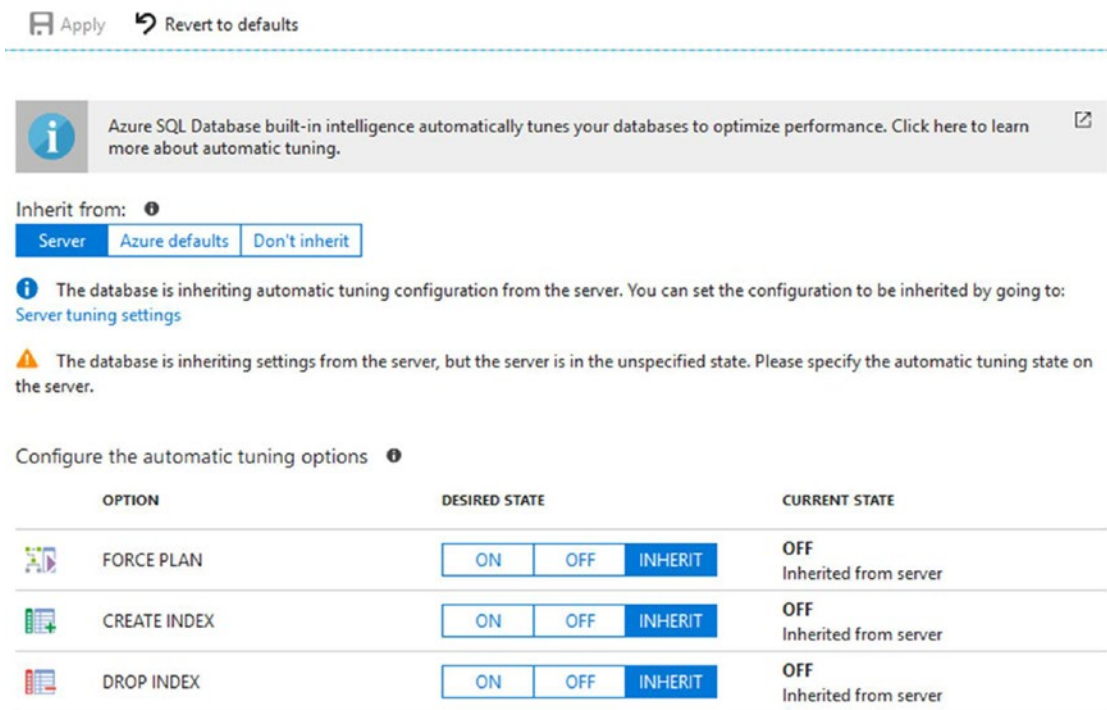 Apply Revert to defaults
Azure SQL Database built-in intelligence automatically tunes your databases to optimize performance. Click here to learn
more about automatic tuning.
Inherit from:
Server Azure defaults Don't inherit
The database is inheriting automatic tuning configuration from the server. You can set the configuration to be inherited by going to:
Server tuning settings
The database is inheriting settings from the server, but the server is in the unspecified state. Please specify the automatic tuning state on
the server.
Configure the automatic tuning options
OPTION DESIRED STATE CURRENT STATE
FORCE PLAN ON OFF INHERIT OFF
Inherited from server
CREATE INDEX ON OFF INHERIT OFF
Inherited from server
DROP INDEX ON OFF INHERIT OFF
Inherited from server